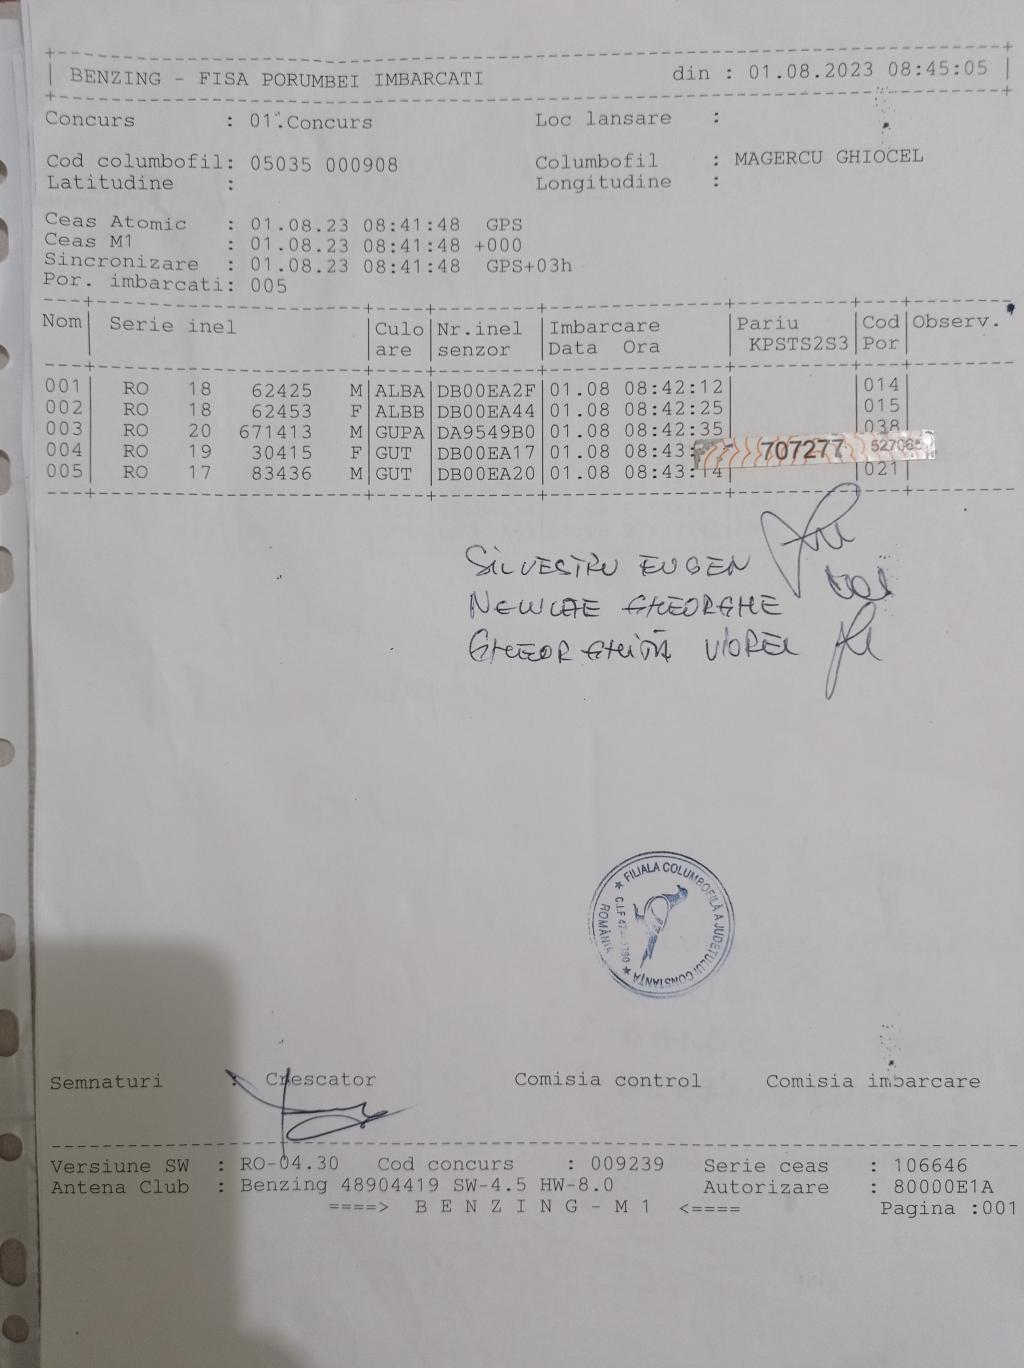 BENZING - FISA PORUMBEI IMBARCATI din : 01.08.2023 08:45:05
Concurs : 01.Concurs Loc lansare :
Cod columbofil: 05035 000908 Columbofil : MAGERCU GHIOCEL
Latitudine : Longitudine :
Ceas Atomic : 01.08.23 08:41:48 GPS
Ceas M1 : 01.08.23 08:41:48 +000
Sincronizare : 01.08.23 08:41:48 GPS+03h
Por. imbarcati: 005
Nom| Serie inel |Culo|Nr.inel |Imbarcare |Pariu |Cod|Observ.
| |are |senzor |Data Ora | KPSTS2S3|Por|
001| RO 18 62425 M|ALBA|DB00EA2F|01.08 08:42:12| |014|
002| RO 18 62453 F|ALBB|DB00EA44|01.08 08:42:25| |015|
003| RO 20 671413 M|GUPA|DA9549B0|01.08 08:42:35| |038|
004| RO 19 30415 F|GUT |DB00EA17|01.08 08:43: 707277
005| RO 17 83436 M|GUT |DB00EA20|01.08 08:43:14| |021|
SILVESTRU EUGEN
GHEORGHE
GHEORGHIȚĂ VIOREL
FILIALA COLUMBOFILĂ A JUDEȚULUI CONSTANȚA
C.I.F
ROMÂNIA
Semnaturi : Crescator Comisia control Comisia imbarcare
Versiune SW : RO-04.30 Cod concurs : 009239 Serie ceas : 106646
Antena Club : Benzing 48904419 SW-4.5 HW-8.0 Autorizare : 80000E1A
====> B E N Z I N G - M 1 <==== Pagina :001